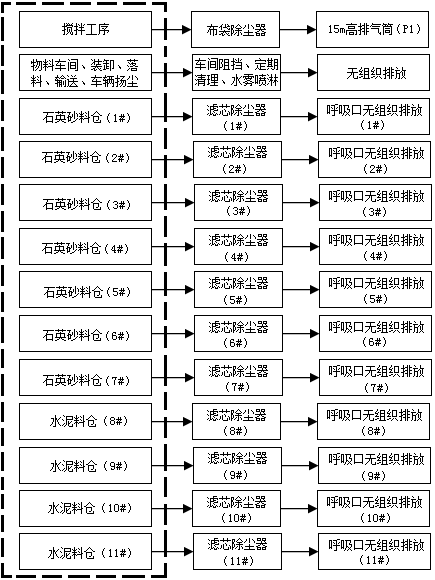 搅拌工序
布袋除尘器
15m高排气筒(P1)
物料车间、装卸、落
料、输送、车辆扬尘
车间阻挡、定期
清理、水雾喷淋
无组织排放
石英砂料仓(1#)
滤芯除尘器
(1#)
呼吸口无组织排放
(1#)
石英砂料仓(2#)
滤芯除尘器
(2#)
呼吸口无组织排放
(2#)
石英砂料仓(3#)
滤芯除尘器
(3#)
呼吸口无组织排放
(3#)
石英砂料仓(4#)
滤芯除尘器
(4#)
呼吸口无组织排放
(4#)
石英砂料仓(5#)
滤芯除尘器
(5#)
呼吸口无组织排放
(5#)
石英砂料仓(6#)
滤芯除尘器
(6#)
呼吸口无组织排放
(6#)
石英砂料仓(7#)
滤芯除尘器
(7#)
呼吸口无组织排放
(7#)
水泥料仓(8#)
滤芯除尘器
(8#)
呼吸口无组织排放
(8#)
水泥料仓(9#)
滤芯除尘器
(9#)
呼吸口无组织排放
(9#)
水泥料仓(10#)
滤芯除尘器
(10#)
呼吸口无组织排放
(10#)
水泥料仓(11#)
滤芯除尘器
(11#)
呼吸口无组织排放
(11#)